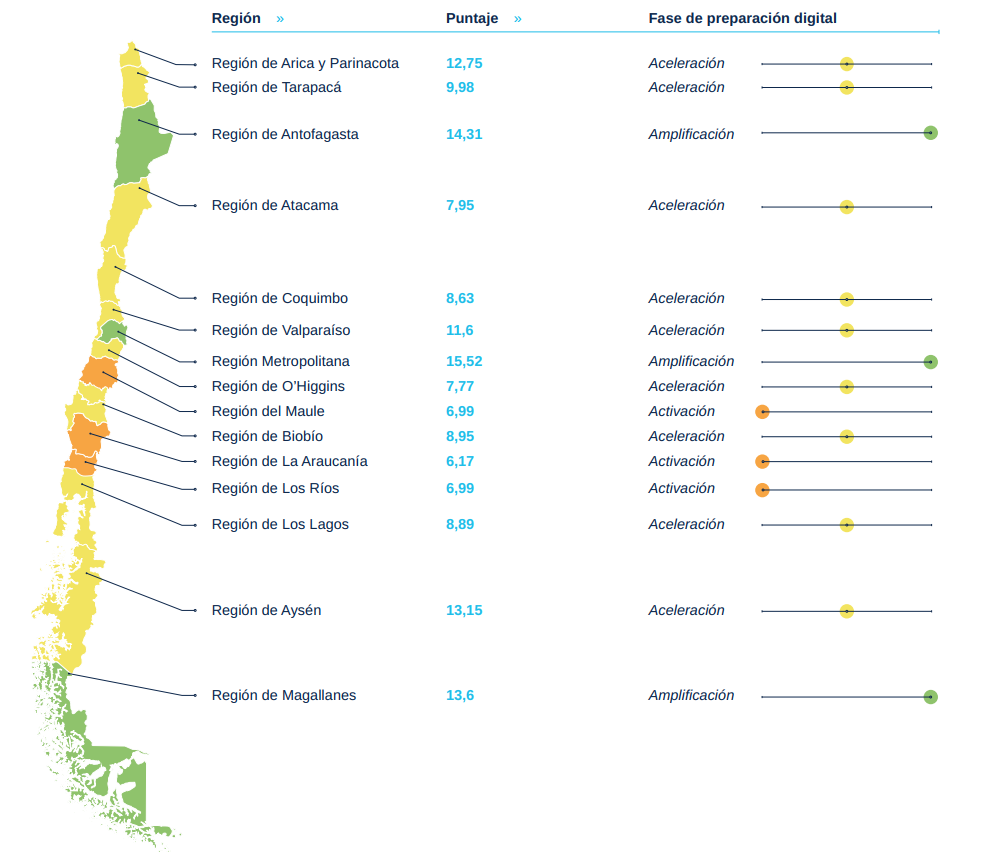 Región » Puntaje » Fase de preparación digital
Región de Arica y Parinacota 12,75 Aceleración
Región de Tarapacá 9,98 Aceleración
Región de Antofagasta 14,31 Amplificación
Región de Atacama 7,95 Aceleración
Región de Coquimbo 8,63 Aceleración
Región de Valparaíso 11,6 Aceleración
Región Metropolitana 15,52 Amplificación
Región de O’Higgins 7,77 Aceleración
Región del Maule 6,99 Activación
Región de Biobío 8,95 Aceleración
Región de La Araucanía 6,17 Activación
Región de Los Ríos 6,99 Activación
Región de Los Lagos 8,89 Aceleración
Región de Aysén 13,15 Aceleración
Región de Magallanes 13,6 Amplificación